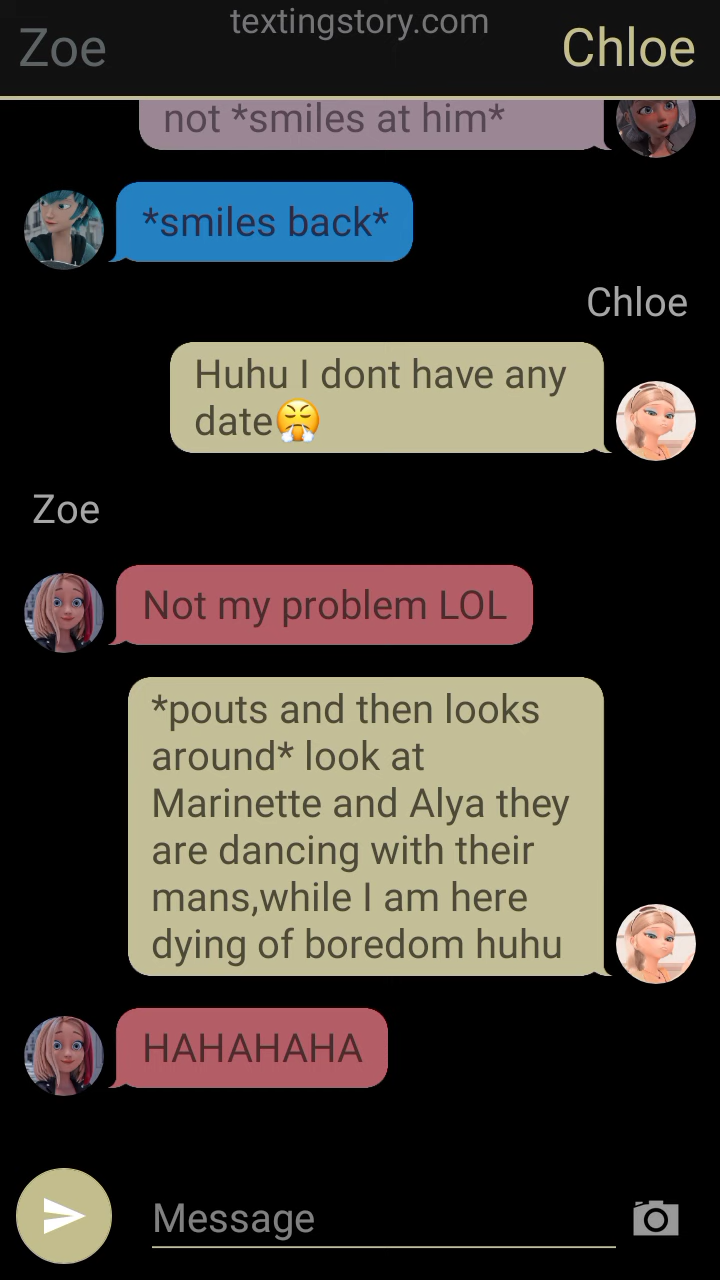 textingstory.com
Zoe
Chloe
not *smiles at him*
*smiles back*
Chloe
Huhu I dont have any
date😤
Zoe
Not my problem LOL
*pouts and then looks
around* look at
Marinette and Alya they
are dancing with their
mans,while I am here
dying of boredom huhu
HAHAHAHA
Message